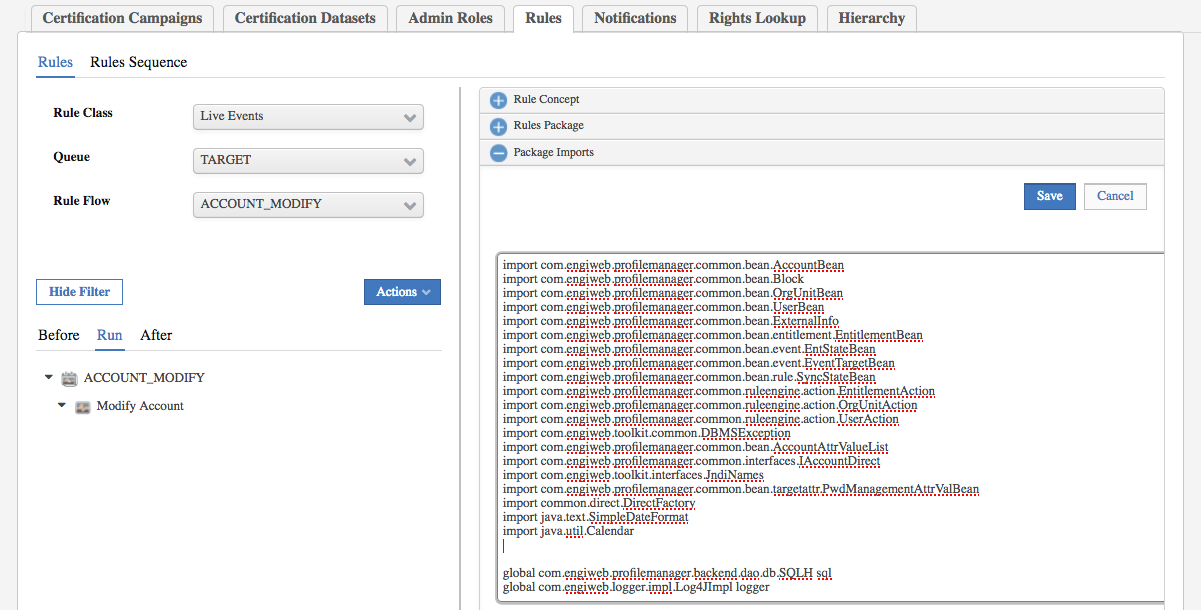 Certification Campaigns
Certification Datasets
Admin Roles
Rules
Notifications
Rights Lookup
Hierarchy
Rules
Rules Sequence
Rule Class
Live Events
Queue
TARGET
Rule Flow
ACCOUNT_MODIFY
Hide Filter
Actions
Before
Run
After
ACCOUNT_MODIFY
Modify Account
Rule Concept
Rules Package
Package Imports
Save
Cancel
import com.engiweb.profilemanager.common.bean.AccountBean
import com.engiweb.profilemanager.common.bean.Block
import com.engiweb.profilemanager.common.bean.OrgUnitBean
import com.engiweb.profilemanager.common.bean.UserBean
import com.engiweb.profilemanager.common.bean.ExternalInfo
import com.engiweb.profilemanager.common.bean.entitlement.EntitlementBean
import com.engiweb.profilemanager.common.bean.event.EntStateBean
import com.engiweb.profilemanager.common.bean.event.EventTargetBean
import com.engiweb.profilemanager.common.bean.rule.SyncStateBean
import com.engiweb.profilemanager.common.ruleengine.action.EntitlementAction
import com.engiweb.profilemanager.common.ruleengine.action.OrgUnitAction
import com.engiweb.profilemanager.common.ruleengine.action.UserAction
import com.engiweb.toolkit.common.DBMSException
import com.engiweb.profilemanager.common.bean.AccountAttrValueList
import com.engiweb.profilemanager.common.interfaces.IAccountDirect
import com.engiweb.toolkit.interfaces.JndiNames
import com.engiweb.profilemanager.common.bean.targetattr.PwdManagementAttrValBean
import common.direct.DirectFactory
import java.text.SimpleDateFormat
import java.util.Calendar
global com.engiweb.profilemanager.backend.dao.db.SQLH sql
global com.engiweb.logger.impl.Log4JImpl logger